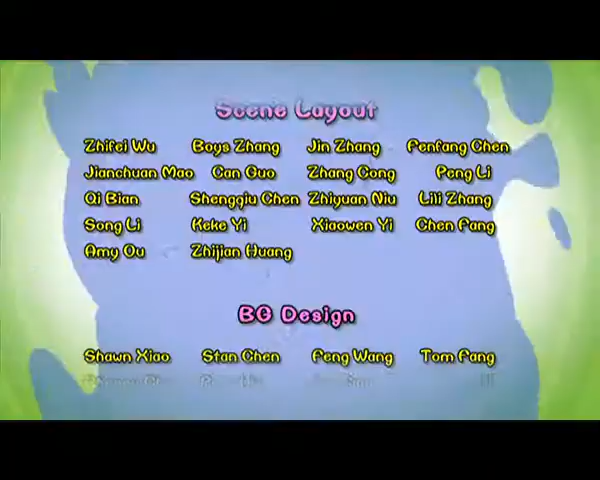 Scene Layout
Zhifei Wu Boys Zhang Jin Zhang Fenfang Chen
Jianchuan Mao Can Guo Zhang Cong Peng Li
Qi Bian Shengqiu Chen Zhiyuan Niu Lili Zhang
Song Li Keke Yi Xiaowen Yi Chen Fang
Amy Ou Zhijian Huang
BG Design
Shawn Xiao Stan Chen Feng Wang Tom Fang